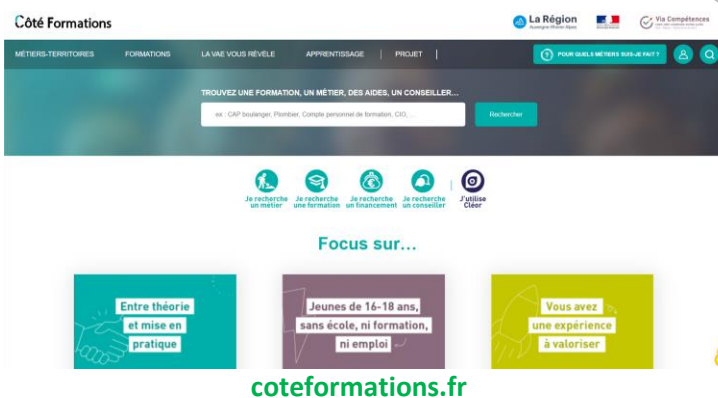 Côté Formations
La Région
Auvergne-Rhône-Alpes
Via Compétences
MÉTIERS-TERRITOIRES FORMATIONS LA VAE VOUS RÉVÈLE APPRENTISSAGE | PROJET |
? POUR QUELS MÉTIERS SUIS-JE FAIT ?
TROUVEZ UNE FORMATION, UN MÉTIER, DES AIDES, UN CONSEILLER...
ex : CAP boulanger, Plombier, Compte personnel de formation, CIO, ...
Rechercher
Je recherche un métier
Je recherche une formation
Je recherche un financement
Je recherche un conseiller
J'utilise Cléor
Focus sur...
Entre théorie
et mise en
pratique
Jeunes de 16-18 ans,
sans école, ni formation,
ni emploi
Vous avez
une expérience
à valoriser
coteformations.fr